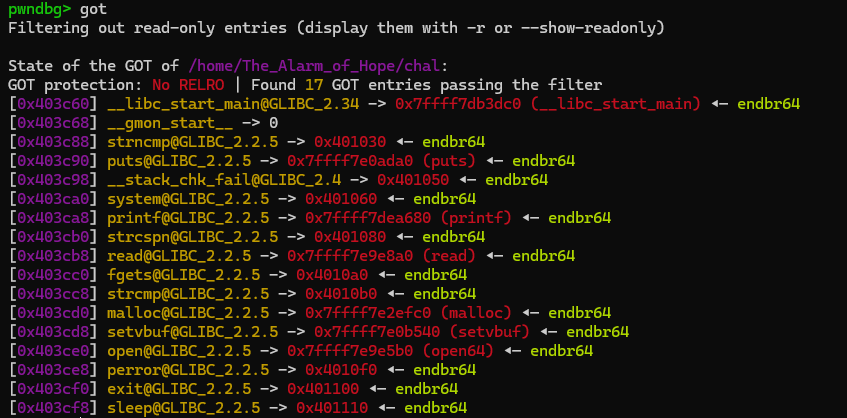 pwndbg> got
Filtering out read-only entries (display them with -r or --show-readonly)
State of the GOT of /home/The_Alarm_of_Hope/chal:
GOT protection: No RELRO | Found 17 GOT entries passing the filter
[0x403c60] __libc_start_main@GLIBC_2.34 -> 0x7ffff7db3dc0 (__libc_start_main) ◂— endbr64
[0x403c68] __gmon_start__ -> 0
[0x403c88] strncmp@GLIBC_2.2.5 -> 0x401030 ◂— endbr64
[0x403c90] puts@GLIBC_2.2.5 -> 0x7ffff7e0ada0 (puts) ◂— endbr64
[0x403c98] __stack_chk_fail@GLIBC_2.4 -> 0x401050 ◂— endbr64
[0x403ca0] system@GLIBC_2.2.5 -> 0x401060 ◂— endbr64
[0x403ca8] printf@GLIBC_2.2.5 -> 0x7ffff7dea680 (printf) ◂— endbr64
[0x403cb0] strcspn@GLIBC_2.2.5 -> 0x401080 ◂— endbr64
[0x403cb8] read@GLIBC_2.2.5 -> 0x7ffff7e9e8a0 (read) ◂— endbr64
[0x403cc0] fgets@GLIBC_2.2.5 -> 0x4010a0 ◂— endbr64
[0x403cc8] strcmp@GLIBC_2.2.5 -> 0x4010b0 ◂— endbr64
[0x403cd0] malloc@GLIBC_2.2.5 -> 0x7ffff7e2efc0 (malloc) ◂— endbr64
[0x403cd8] setvbuf@GLIBC_2.2.5 -> 0x7ffff7e0b540 (setvbuf) ◂— endbr64
[0x403ce0] open@GLIBC_2.2.5 -> 0x7ffff7e9e5b0 (open64) ◂— endbr64
[0x403ce8] perror@GLIBC_2.2.5 -> 0x4010f0 ◂— endbr64
[0x403cf0] exit@GLIBC_2.2.5 -> 0x401100 ◂— endbr64
[0x403cf8] sleep@GLIBC_2.2.5 -> 0x401110 ◂— endbr64